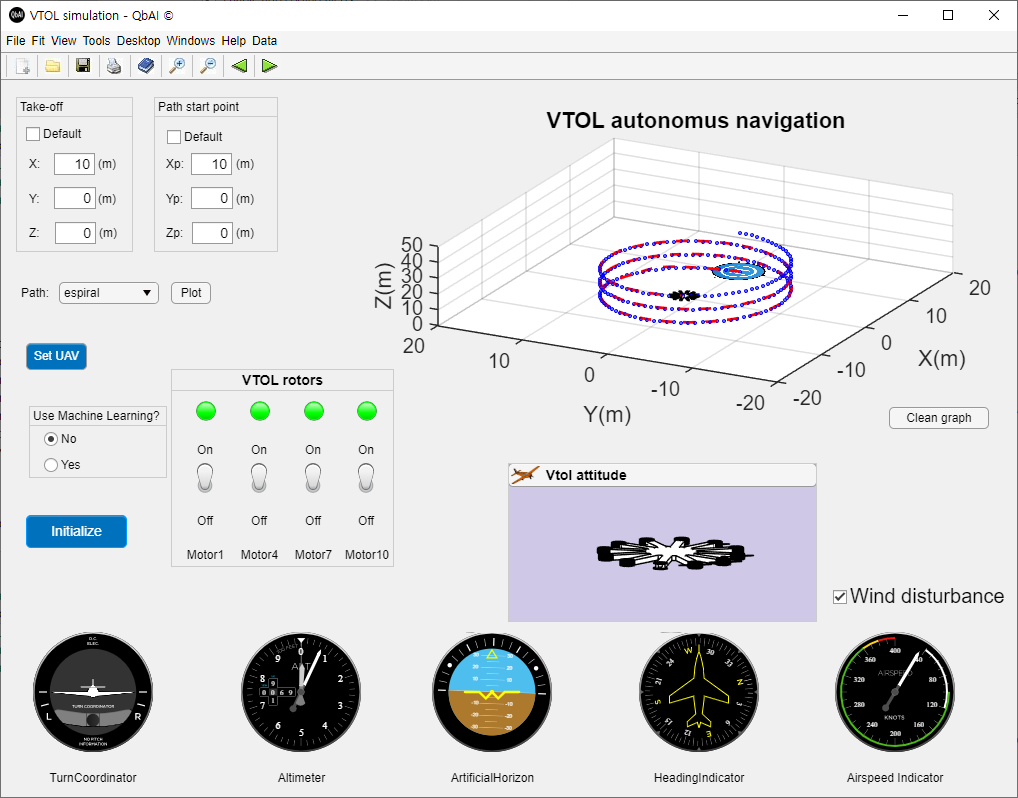 QbAI VTOL simulation - QbAI ©
File Fit View Tools Desktop Windows Help Data
Take-off
Default
X: 10 (m)
Y: 0 (m)
Z: 0 (m)
Path start point
Default
Xp: 10 (m)
Yp: 0 (m)
Zp: 0 (m)
Path: espiral Plot
Set UAV
Use Machine Learning?
No
Yes
Initialize
VTOL rotors
On On On On
Off Off Off Off
Motor1 Motor4 Motor7 Motor10
VTOL autonomus navigation
Z(m)
50
40
30
20
10
0
20
10
0
-10
-20
Y(m)
20
10
0
-10
-20
X(m)
Clean graph
Vtol attitude
Wind disturbance
D.C
ELEC.
TURN COORDINATOR
L R
NO PITCH
INFORMATION
TurnCoordinator
0
1
2
3
4
5
6
7
8
9
ALT
Altimeter
ArtificialHorizon
W
30
33
N
3
6
E
12
15
S
21
24
HeadingIndicator
400
40
80
120
160
200
240
280
320
360
AIRSPEED
KNOTS
Airspeed Indicator